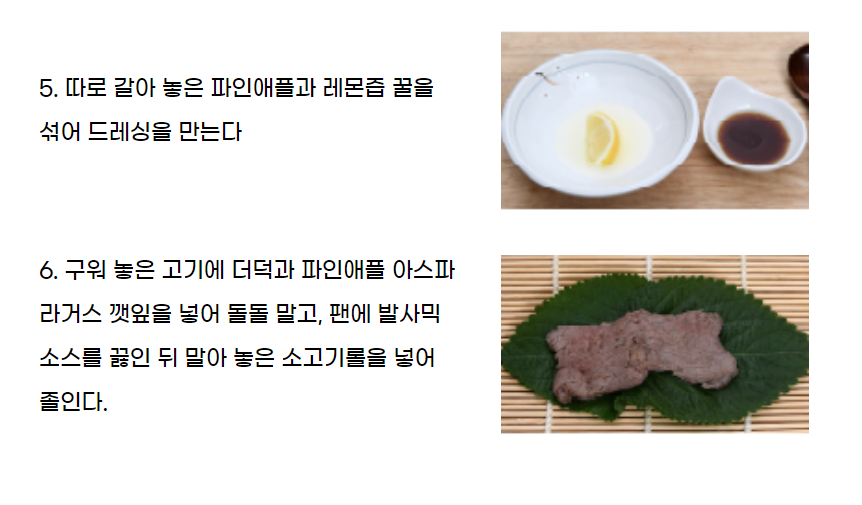 5. 따로 갈아 놓은 파인애플과 레몬즙 꿀을
섞어 드레싱을 만는다
6. 구워 놓은 고기에 더덕과 파인애플 아스파
라거스 깻잎을 넣어 돌돌 말고, 팬에 발사믹
소스를 끓인 뒤 말아 놓은 소고기롤을 넣어
졸인다.